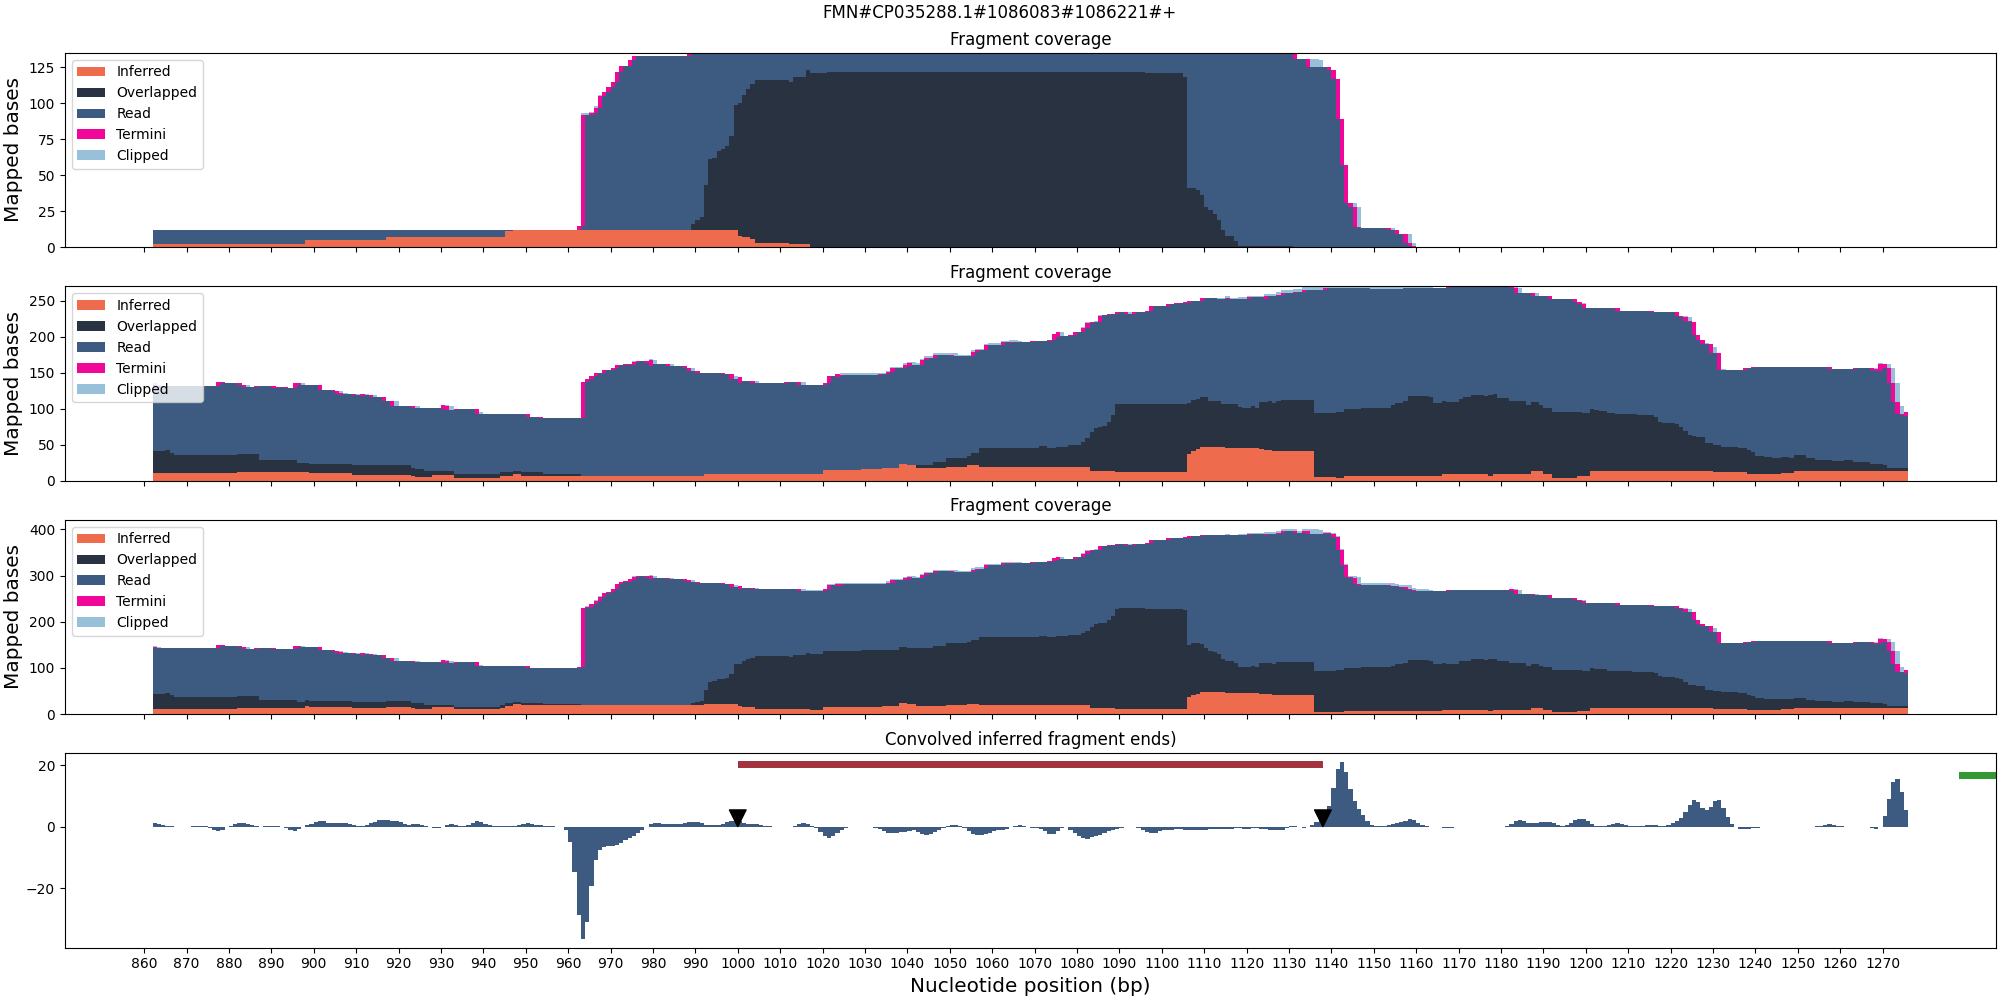 FMN#CP035288.1#1086083#1086221#+
Fragment coverage
Mapped bases
125
100
75
50
25
0
Inferred
Overlapped
Read
Termini
Clipped
Fragment coverage
Mapped bases
250
200
150
100
50
0
Inferred
Overlapped
Read
Termini
Clipped
Fragment coverage
Mapped bases
400
300
200
100
0
Inferred
Overlapped
Read
Termini
Clipped
Convolved inferred fragment ends)
20
0
−20
860 870 880 890 900 910 920 930 940 950 960 970 980 990 1000 1010 1020 1030 1040 1050 1060 1070 1080 1090 1100 1110 1120 1130 1140 1150 1160 1170 1180 1190 1200 1210 1220 1230 1240 1250 1260 1270
Nucleotide position (bp)